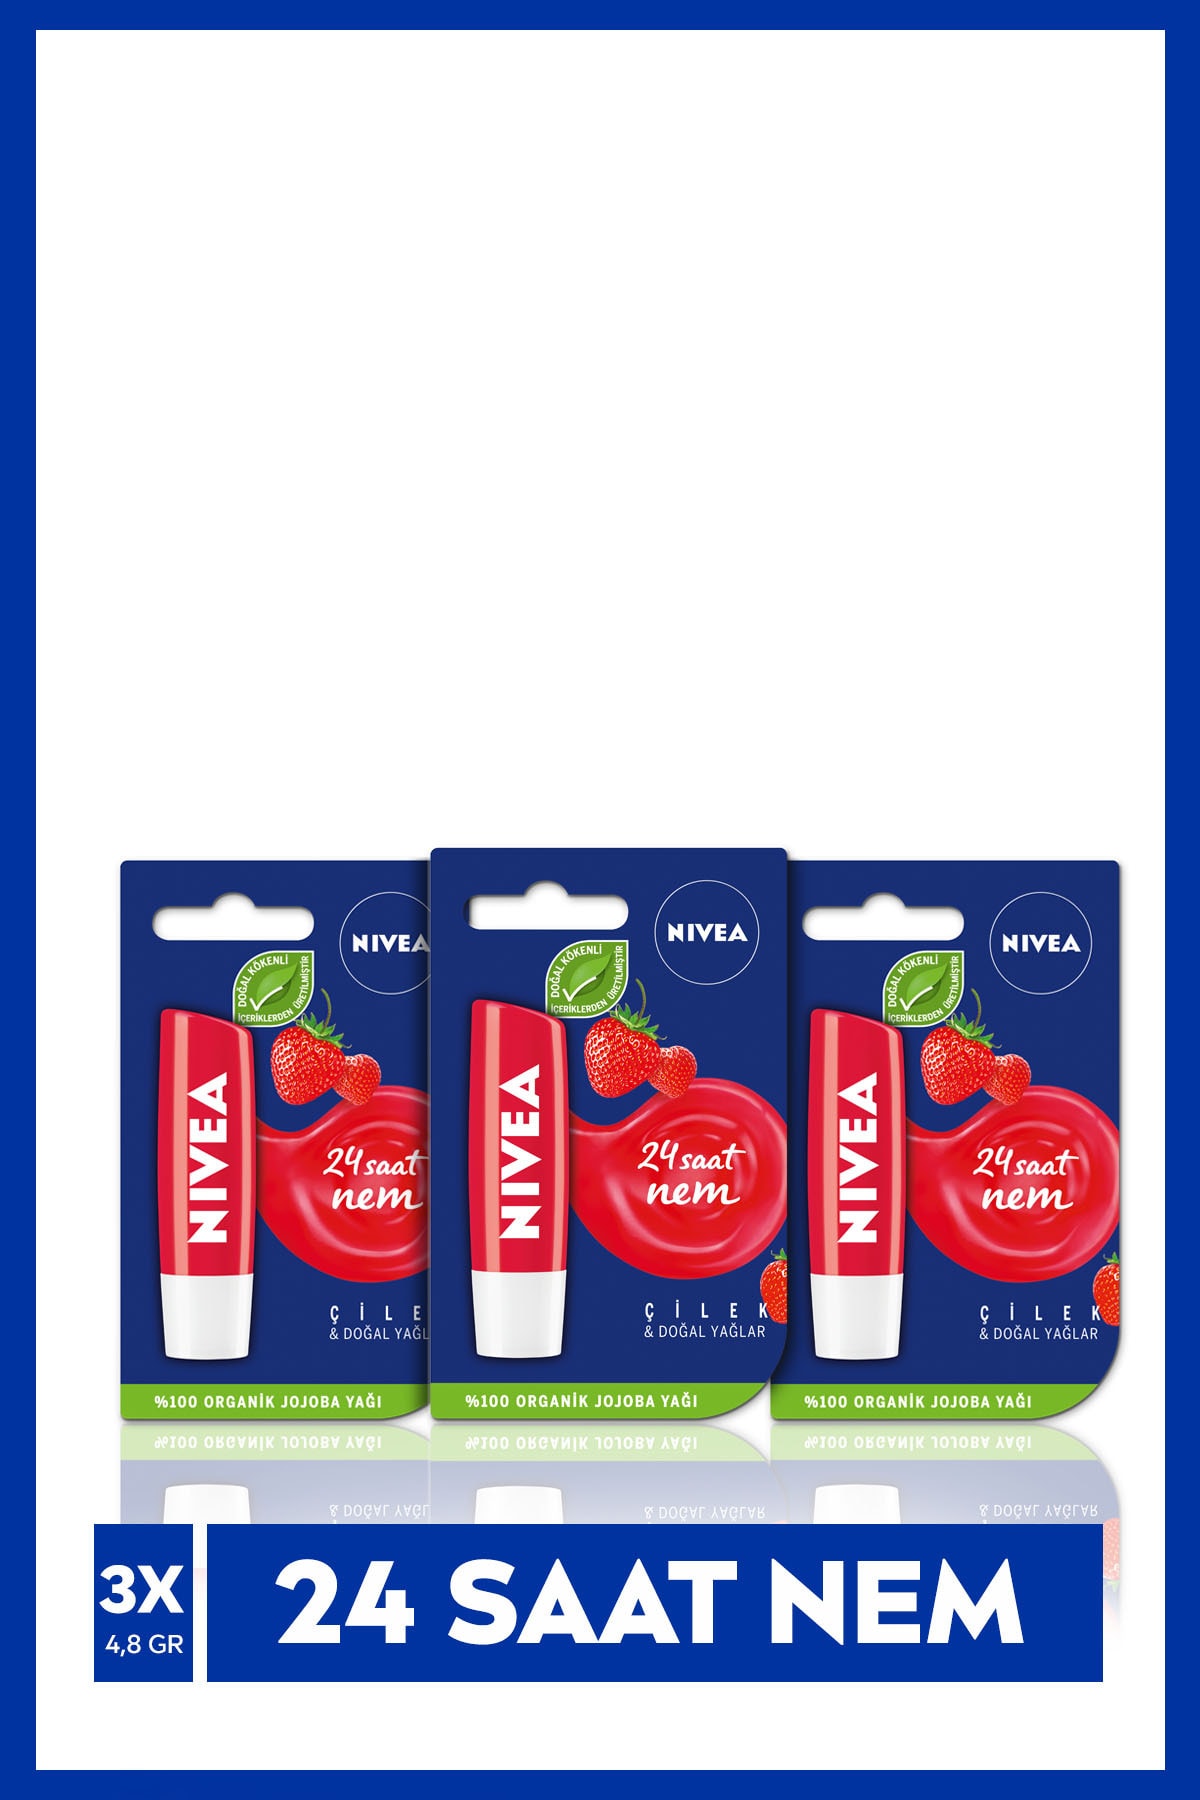 NIVEA
DOĞAL KÖKENLİ
İÇERİKLERDEN ÜRETİLMİŞTİR
NIVEA
24 saat
nem
ÇİLE
& DOĞAL YAĞL
%100 ORGANİK JOJOBA YAĞI
NIVEA
DOĞAL KÖKENLİ
İÇERİKLERDEN ÜRETİLMİŞTİR
NIVEA
24 saat
nem
ÇİLEK
& DOĞAL YAĞLAR
%100 ORGANİK JOJOBA YAĞI
NIVEA
DOĞAL KÖKENLİ
İÇERİKLERDEN ÜRETİLMİŞTİR
NIVEA
24 saat
nem
ÇİLEK
& DOĞAL YAĞLAR
%100 ORGANİK JOJOBA YAĞI
3X
4,8 GR
24 SAAT NEM